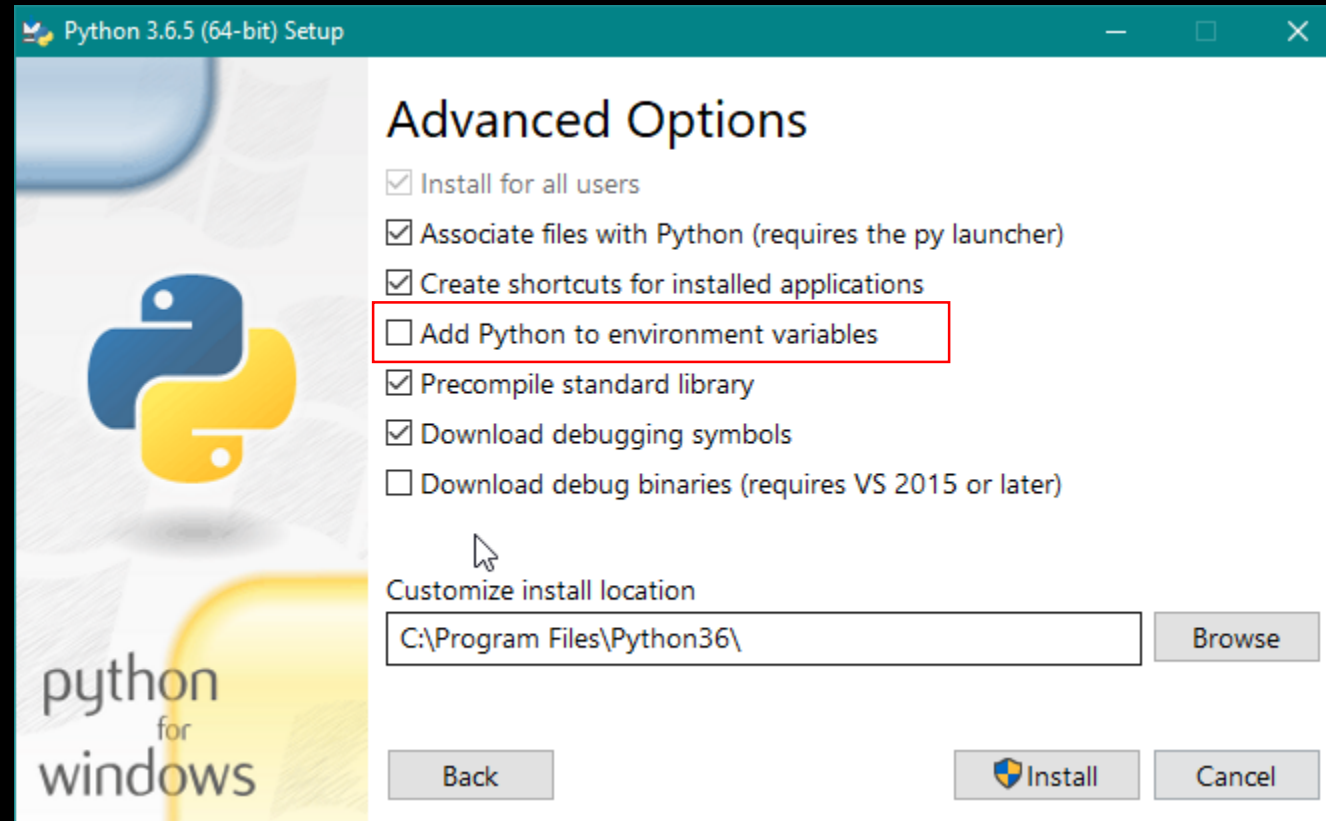 Python 3.6.5 (64-bit) Setup
Advanced Options
Install for all users
Associate files with Python (requires the py launcher)
Create shortcuts for installed applications
Add Python to environment variables
Precompile standard library
Download debugging symbols
Download debug binaries (requires VS 2015 or later)
Customize install location
C:\Program Files\Python36\
Browse
python
for
windows
Back
Install
Cancel